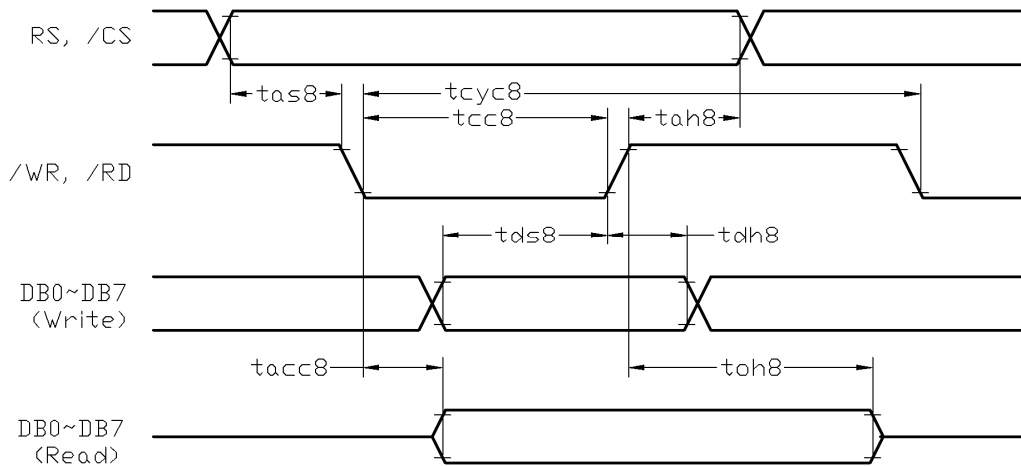 RS, /CS
tas8
tcyc8
tcc8
tah8
/WR, /RD
tds8
tdh8
DB0~DB7
(Write)
tacc8
toh8
DB0~DB7
(Read)